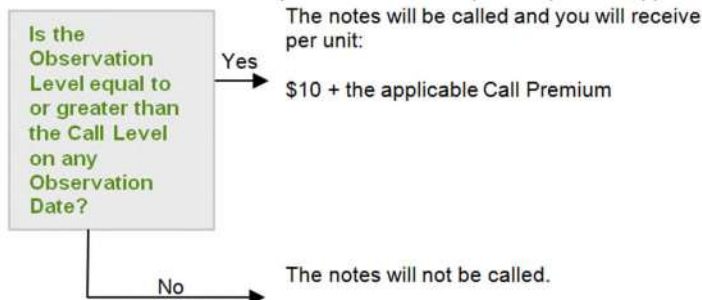 Is the
Observation
Level equal to
or greater than
the Call Level
on any
Observation
Date?
Yes
The notes will be called and you will receive
per unit:
$10 + the applicable Call Premium
No
The notes will not be called.